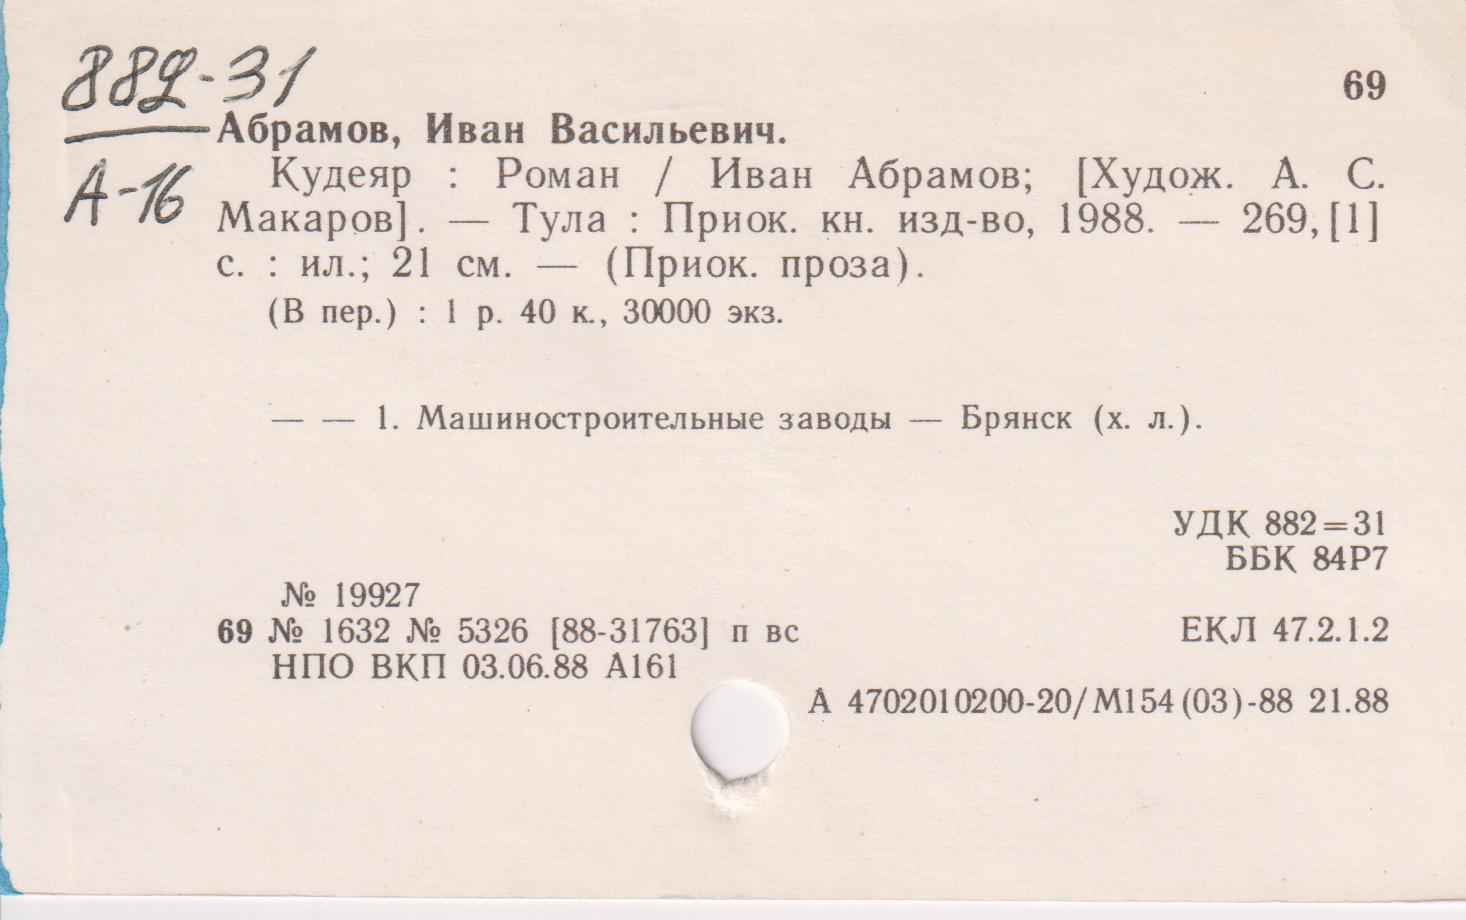 882-31
69
Абрамов, Иван Васильевич.
А-16
Кудеяр : Роман / Иван Абрамов; [Худож. А. С.
Макаров]. — Тула : Приок. кн. изд-во, 1988. — 269, [1]
с. : ил.; 21 см. — (Приок. проза).
(В пер.) : 1 р. 40 к., 30000 экз.
— — 1. Машиностроительные заводы — Брянск (х. л.).
УДК 882=31
ББК 84Р7
№ 19927
69 № 1632 № 5326 [88-31763] п вс
ЕКЛ 47.2.1.2
НПО ВКП 03.06.88 А161
А 4702010200-20/М154(03)-88 21.88